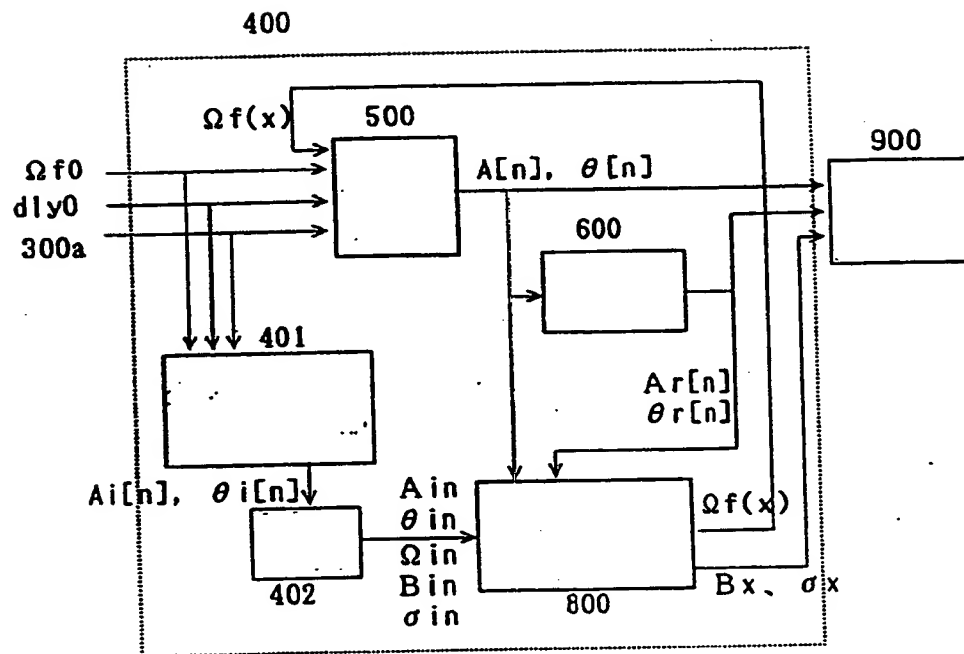 400
Ωf(x)
500
900
Ωf0
A[n], θ[n]
dly0
600
300a
401
Ar[n]
θr[n]
Ai[n], θi[n]
Ain
Ωf(x)
θin
Ωin
Bin
Bx、σx
402
800
σin